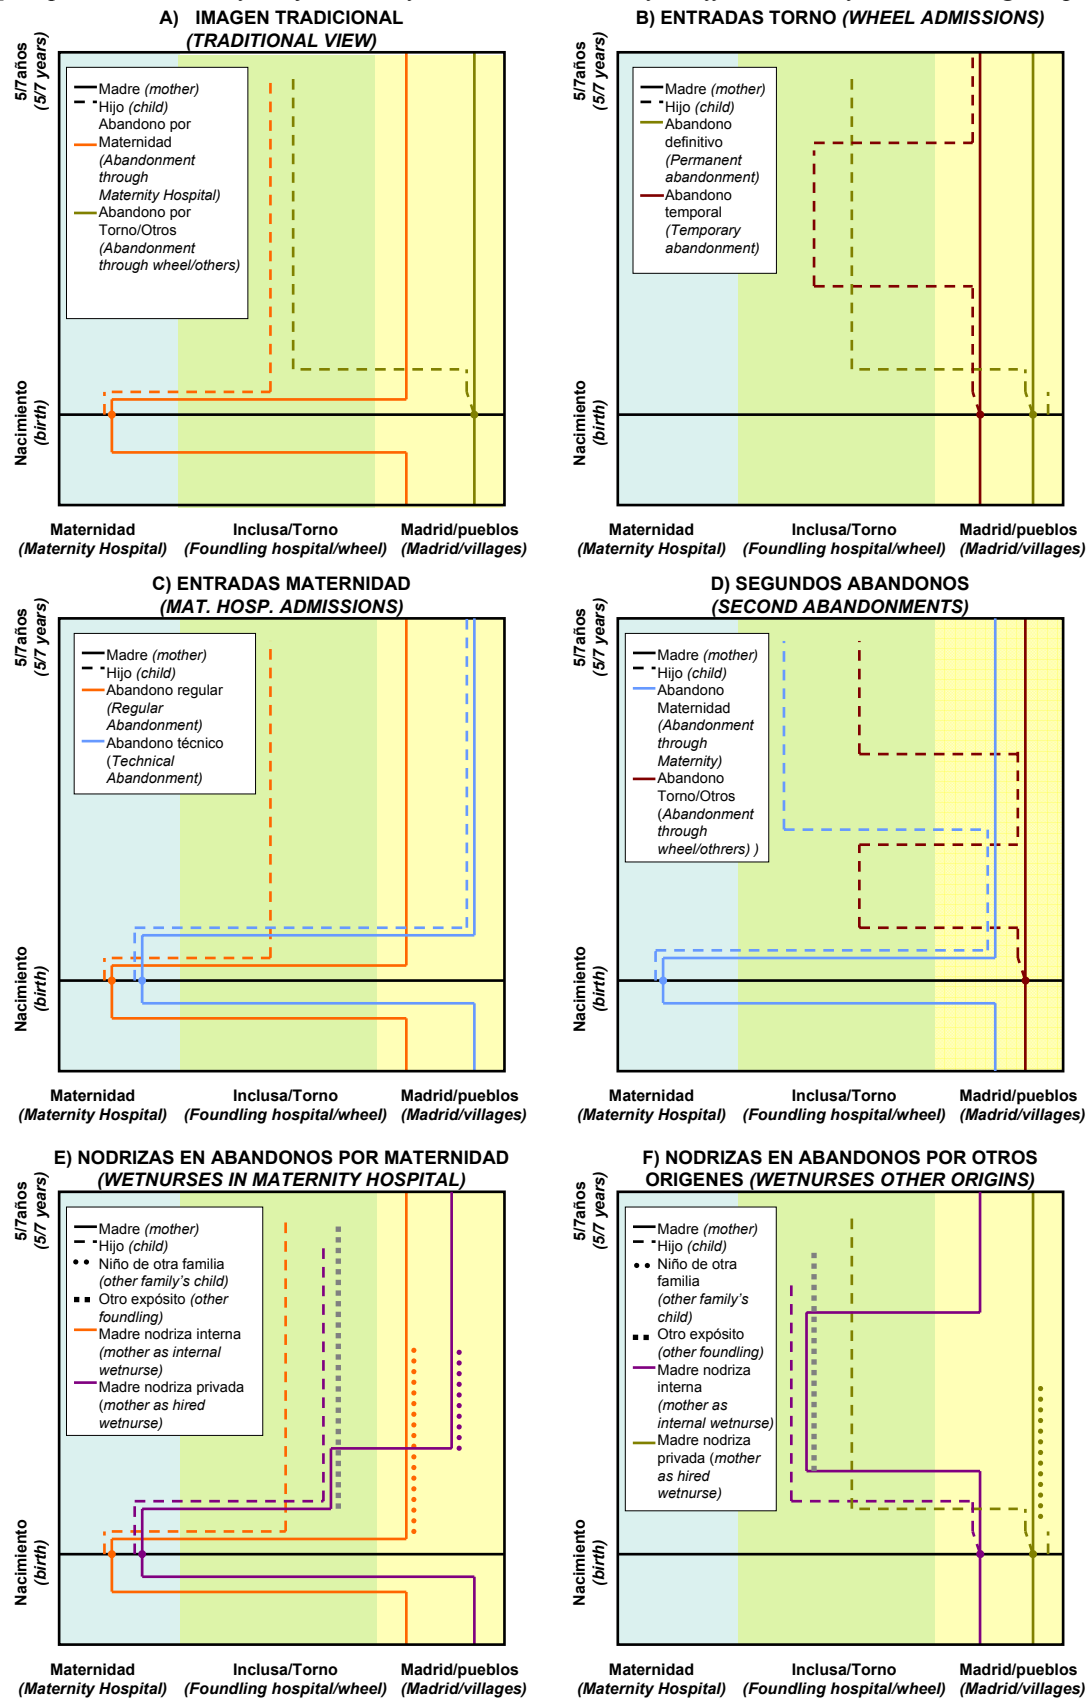 A) IMAGEN TRADICIONAL
(TRADITIONAL VIEW)
5/7años
(5/7 years)
Madre (mother)
Hijo (child)
Abandono por
Maternidad
(Abandonment
through
Maternity Hospital)
Abandono por
Torno/Otros
(Abandonment
through wheel/others)
Nacimiento
(birth)
Maternidad
(Maternity Hospital)
Inclusa/Torno
(Foundling hospital/wheel)
Madrid/pueblos
(Madrid/villages)
B) ENTRADAS TORNO (WHEEL ADMISSIONS)
5/7años
(5/7 years)
Madre (mother)
Hijo (child)
Abandono
definitivo
(Permanent
abandonment)
Abandono
temporal
(Temporary
abandonment)
Nacimiento
(birth)
Maternidad
(Maternity Hospital)
Inclusa/Torno
(Foundling hospital/wheel)
Madrid/pueblos
(Madrid/villages)
C) ENTRADAS MATERNIDAD
(MAT. HOSP. ADMISSIONS)
5/7años
(5/7 years)
Madre (mother)
Hijo (child)
Abandono regular
(Regular
Abandonment)
Abandono técnico
(Technical
Abandonment)
Nacimiento
(birth)
Maternidad
(Maternity Hospital)
Inclusa/Torno
(Foundling hospital/wheel)
Madrid/pueblos
(Madrid/villages)
D) SEGUNDOS ABANDONOS
(SECOND ABANDONMENTS)
5/7años
(5/7 years)
Madre (mother)
Hijo (child)
Abandono
Maternidad
(Abandonment
through
Maternity)
Abandono
Torno/Otros
(Abandonment
through
wheel/othrers) )
Nacimiento
(birth)
Maternidad
(Maternity Hospital)
Inclusa/Torno
(Foundling hospital/wheel)
Madrid/pueblos
(Madrid/villages)
E) NODRIZAS EN ABANDONOS POR MATERNIDAD
(WETNURSES IN MATERNITY HOSPITAL)
5/7años
(5/7 years)
Madre (mother)
Hijo (child)
Niño de otra familia
(other family's child)
Otro expósito (other
foundling)
Madre nodriza interna
(mother as internal
wetnurse)
Madre nodriza privada
(mother as hired
wetnurse)
Nacimiento
(birth)
Maternidad
(Maternity Hospital)
Inclusa/Torno
(Foundling hospital/wheel)
Madrid/pueblos
(Madrid/villages)
F) NODRIZAS EN ABANDONOS POR OTROS
ORIGENES (WETNURSES OTHER ORIGINS)
5/7años
(5/7 years)
Madre (mother)
Hijo (child)
Niño de otra
familia
(other family's
child)
Otro expósito
(other foundling)
Madre nodriza
interna
(mother as
internal wetnurse)
Madre nodriza
privada (mother
as hired
wetnurse)
Nacimiento
(birth)
Maternidad
(Maternity Hospital)
Inclusa/Torno
(Foundling hospital/wheel)
Madrid/pueblos
(Madrid/villages)